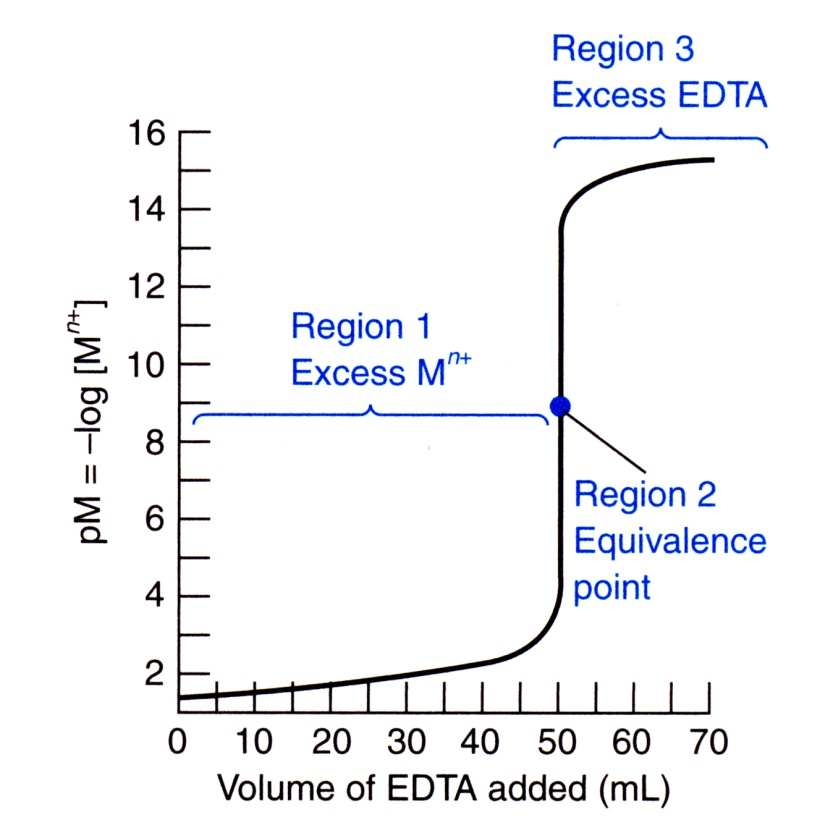 Region 3
Excess EDTA
16
14
12
10
8
6
4
2
pM = –log [Mⁿ⁺]
Region 1
Excess Mⁿ⁺
Region 2
Equivalence
point
0 10 20 30 40 50 60 70
Volume of EDTA added (mL)